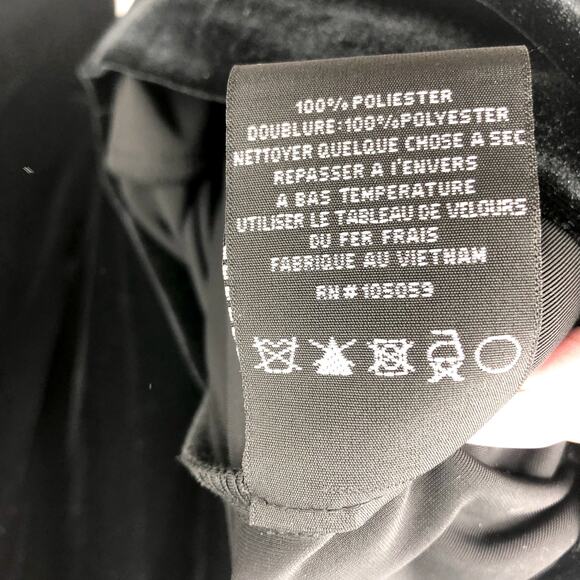 100% POLIESTER
DOUBLURE:100% POLYESTER
NETTOYER QUELQUE CHOSE A SEC
REPASSER A l'ENVERS
A BAS TEMPERATURE
UTILISER LE TABLEAU DE VELOURS
OU FER FRAIS
FABRIQUE AU VIETNAM
RN#105059